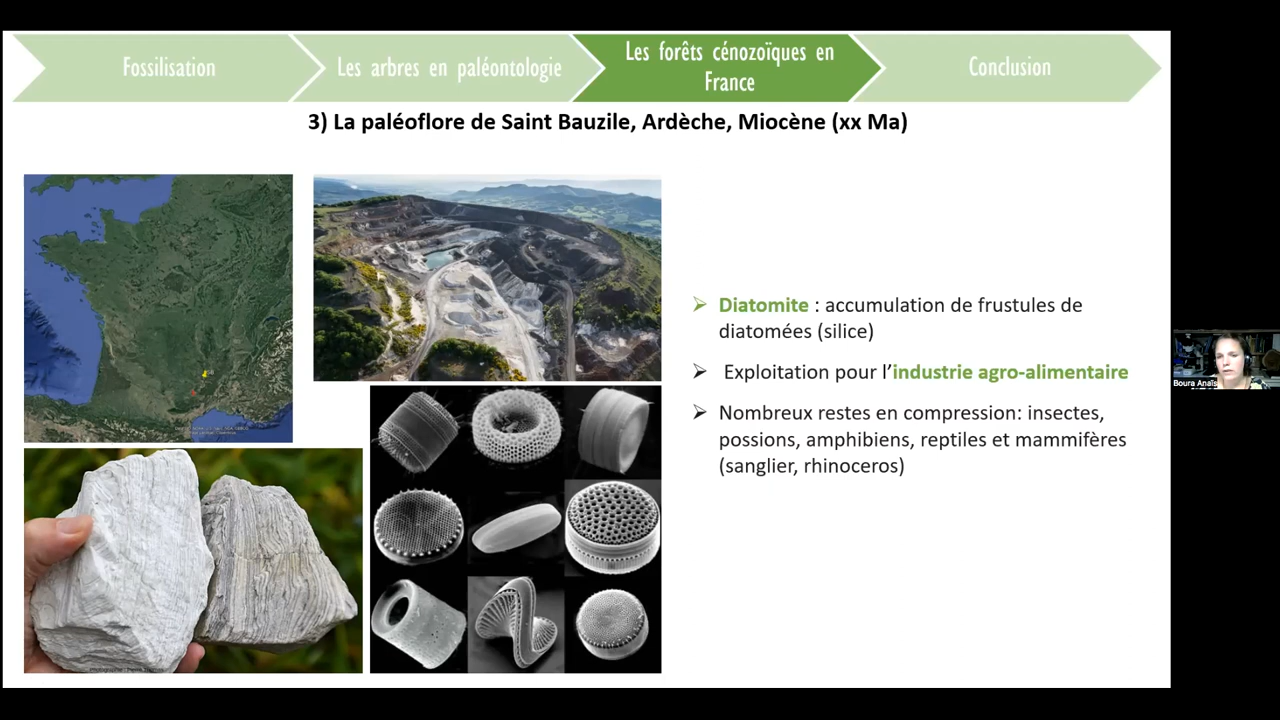 Fossilisation
Les arbres en paléontologie
Les forêts cénozoïques en
France
Conclusion
3) La paléoflore de Saint Bauzile, Ardèche, Miocène (xx Ma)
Diatomite : accumulation de frustules de
diatomées (silice)
Exploitation pour l’industrie agro-alimentaire
Nombreux restes en compression: insectes,
possions, amphibiens, reptiles et mammifères
(sanglier, rhinoceros)
Boura Anaïs